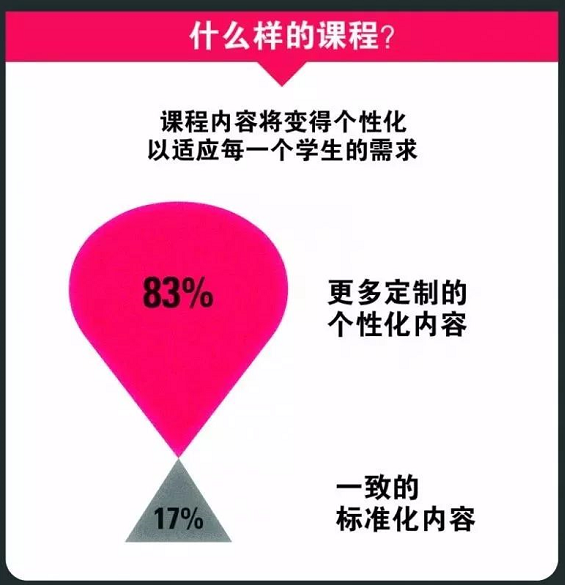 什么样的课程?
课程内容将变得个性化
以适应每一个学生的需求
83%
更多定制的
个性化内容
17%
一致的
标准化内容